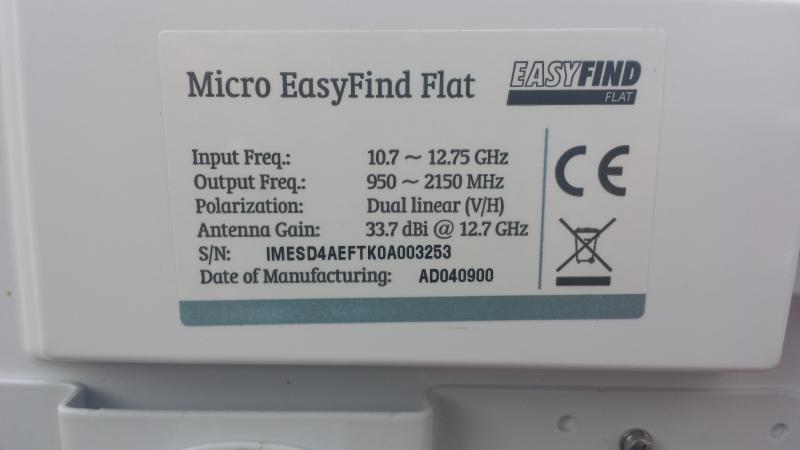 Micro EasyFind Flat
EASYFIND
FLAT
Input Freq.: 10.7 ~ 12.75 GHz
Output Freq.: 950 ~ 2150 MHz
Polarization: Dual linear (V/H)
Antenna Gain: 33.7 dBi @ 12.7 GHz
S/N: IMESD4AEFTK0A003253
Date of Manufacturing: AD040900
CE